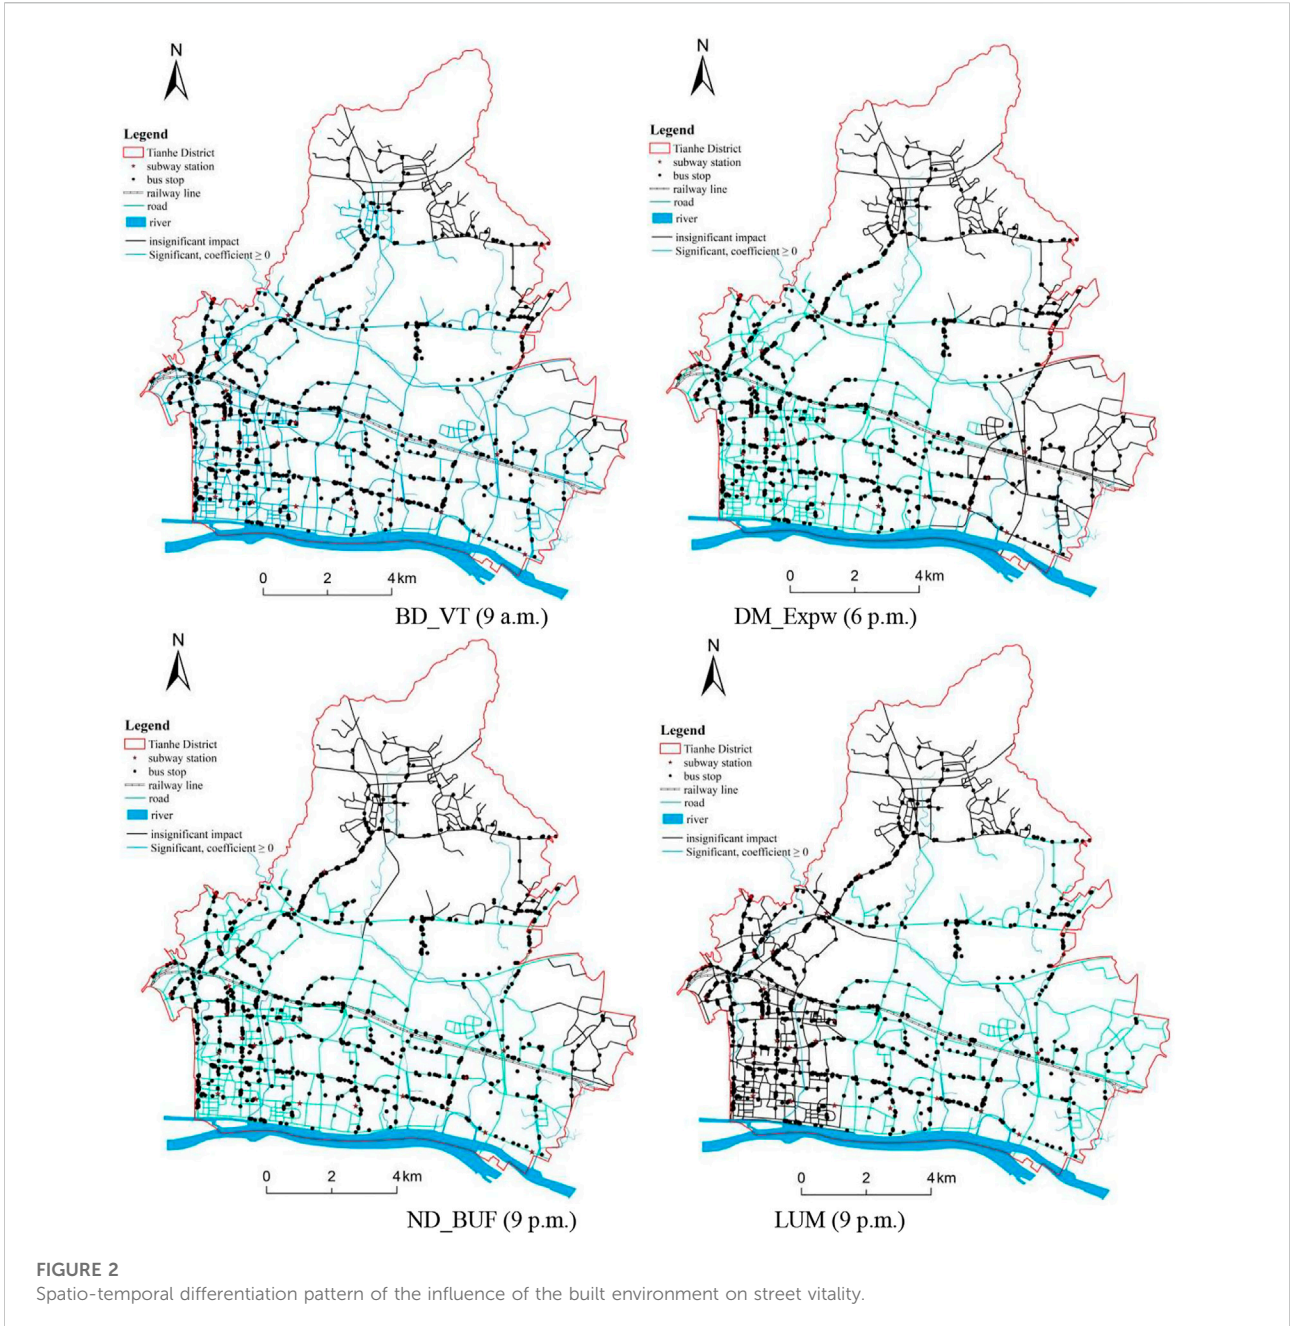 N
Legend
Tianhe District
subway station
bus stop
railway line
road
river
insignificant impact
Significant, coefficient ≥ 0
0 2 4 km
BD_VT (9 a.m.)
N
Legend
Tianhe District
subway station
bus stop
railway line
road
river
insignificant impact
Significant, coefficient ≥ 0
0 2 4 km
DM_Expw (6 p.m.)
N
Legend
Tianhe District
subway station
bus stop
railway line
road
river
insignificant impact
Significant, coefficient ≥ 0
0 2 4 km
ND_BUF (9 p.m.)
N
Legend
Tianhe District
subway station
bus stop
railway line
road
river
insignificant impact
Significant, coefficient ≥ 0
0 2 4 km
LUM (9 p.m.)
FIGURE 2
Spatio-temporal differentiation pattern of the influence of the built environment on street vitality.